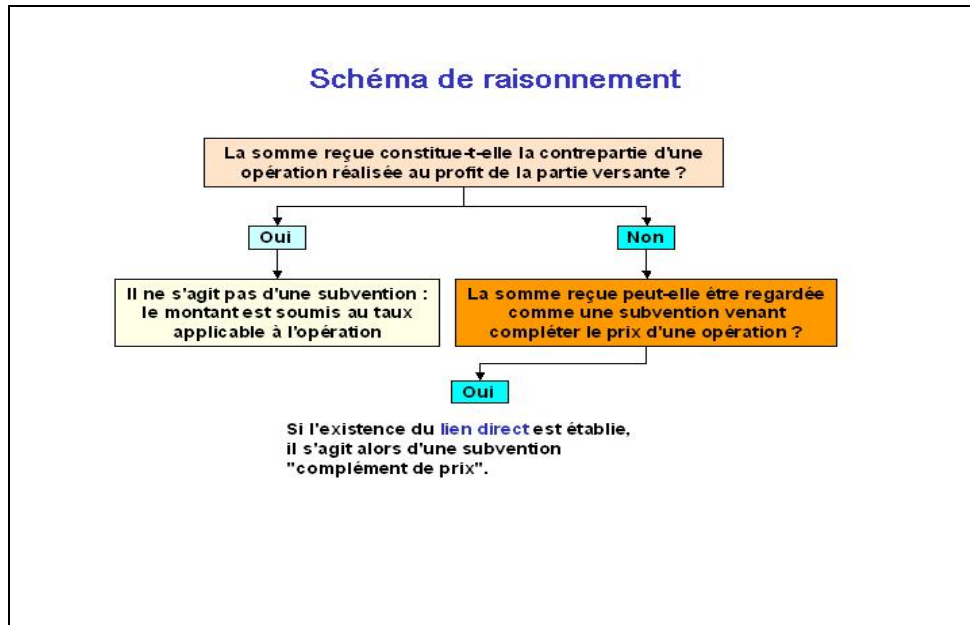 Schéma de raisonnement
La somme reçue constitue-t-elle la contrepartie d'une
opération réalisée au profit de la partie versante ?
Oui
Non
Il ne s'agit pas d'une subvention :
le montant est soumis au taux
applicable à l'opération
La somme reçue peut-elle être regardée
comme une subvention venant
compléter le prix d'une opération ?
Oui
Si l'existence du lien direct est établie,
il s'agit alors d'une subvention
"complément de prix".